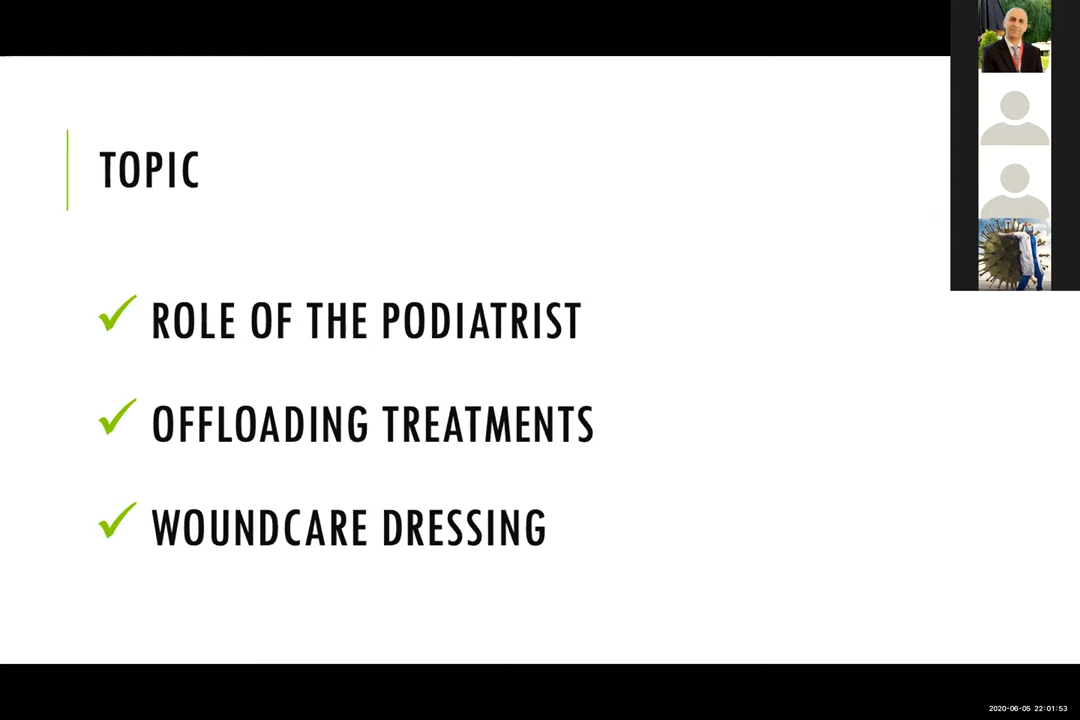 TOPIC
ROLE OF THE PODIATRIST
OFFLOADING TREATMENTS
WOUNDCARE DRESSING
2020-06-05 22:01:53